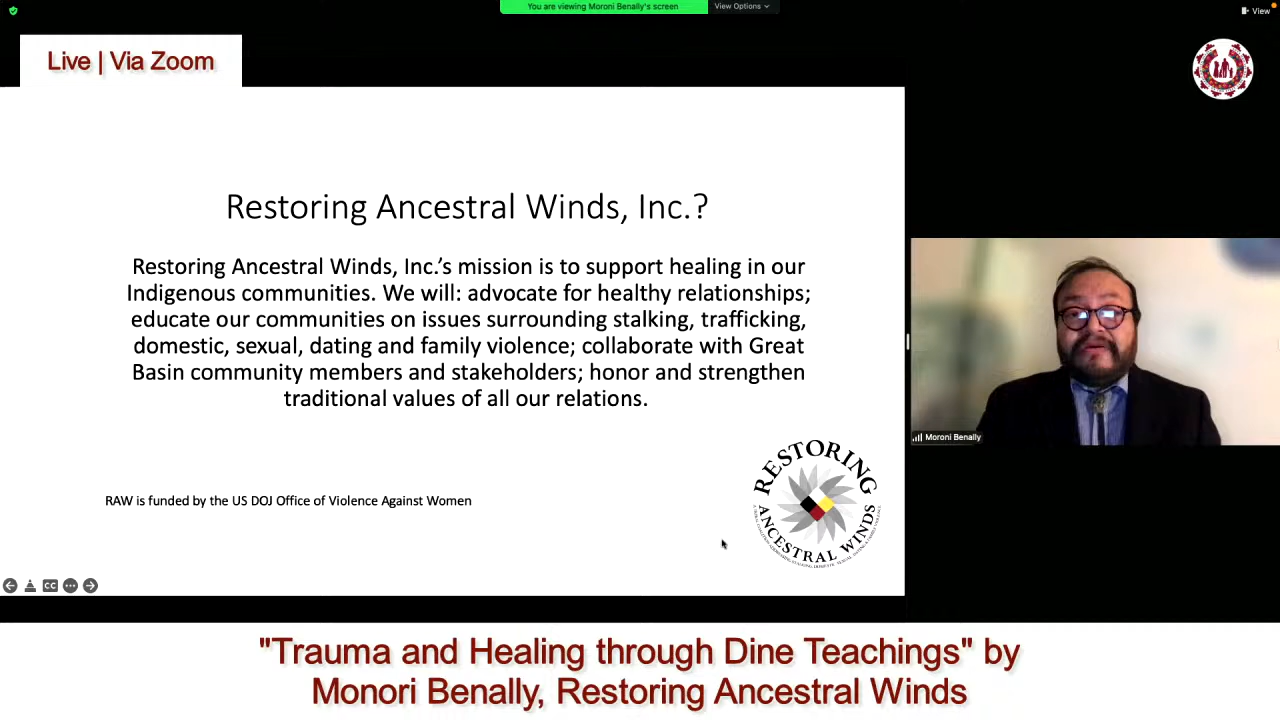 You are viewing Moroni Benally's screen
View Options
View
Live | Via Zoom
Restoring Ancestral Winds, Inc.?
Restoring Ancestral Winds, Inc.'s mission is to support healing in our
Indigenous communities. We will: advocate for healthy relationships;
educate our communities on issues surrounding stalking, trafficking,
domestic, sexual, dating and family violence; collaborate with Great
Basin community members and stakeholders; honor and strengthen
traditional values of all our relations.
Moroni Benally
RESTORING
ANCESTRAL WINDS
RAW is funded by the US DOJ Office of Violence Against Women
CC
"Trauma and Healing through Dine Teachings" by
Monori Benally, Restoring Ancestral Winds